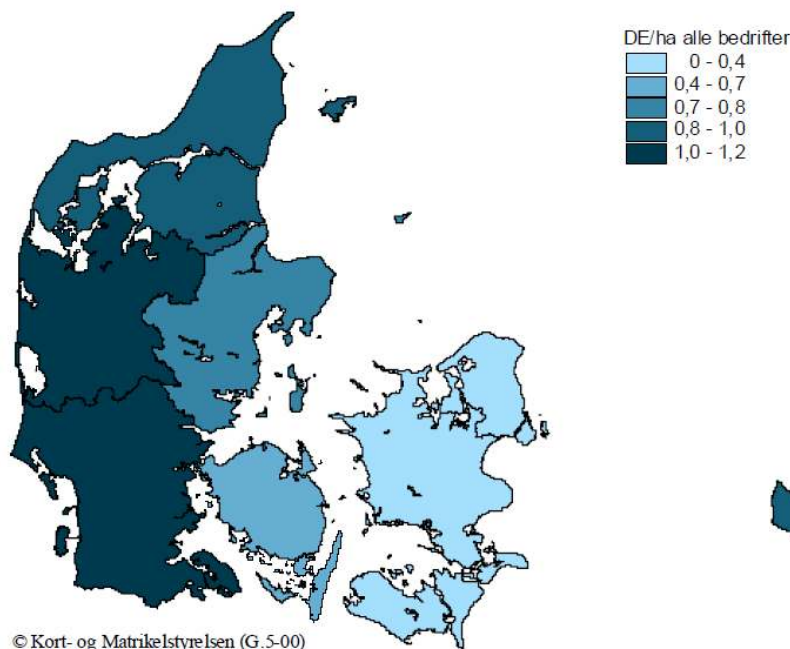 DE/ha alle bedrifter
0 - 0,4
0,4 - 0,7
0,7 - 0,8
0,8 - 1,0
1,0 - 1,2
© Kort- og Matrikelstyrelsen (G.5-00)